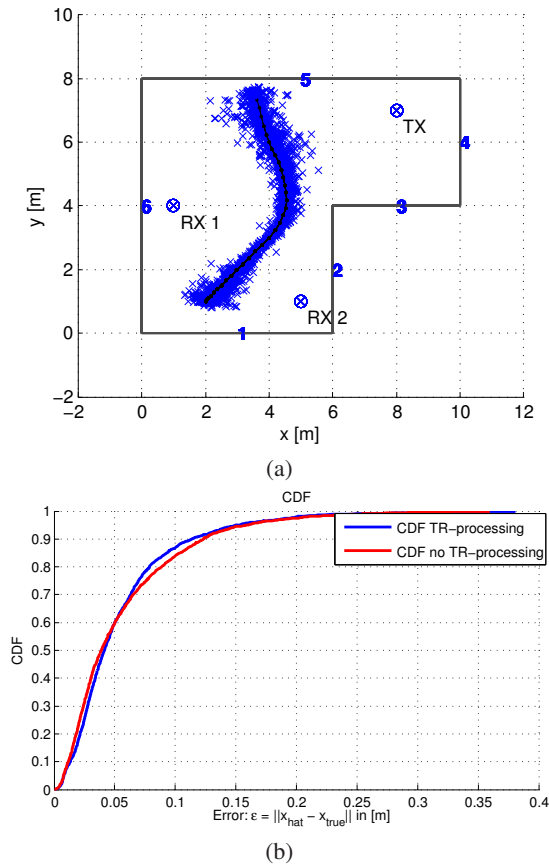 10
8
6
4
2
0
−2
y [m]
5
TX
4
6
RX 1
3
2
RX 2
1
−2 0 2 4 6 8 10 12
x [m]
(a)
CDF
1
0.9
0.8
0.7
0.6
0.5
0.4
0.3
0.2
0.1
0
CDF
CDF TR−processing
CDF no TR−processing
0 0.05 0.1 0.15 0.2 0.25 0.3 0.35 0.4
Error: ε = ||x_hat − x_true|| in [m]
(b)